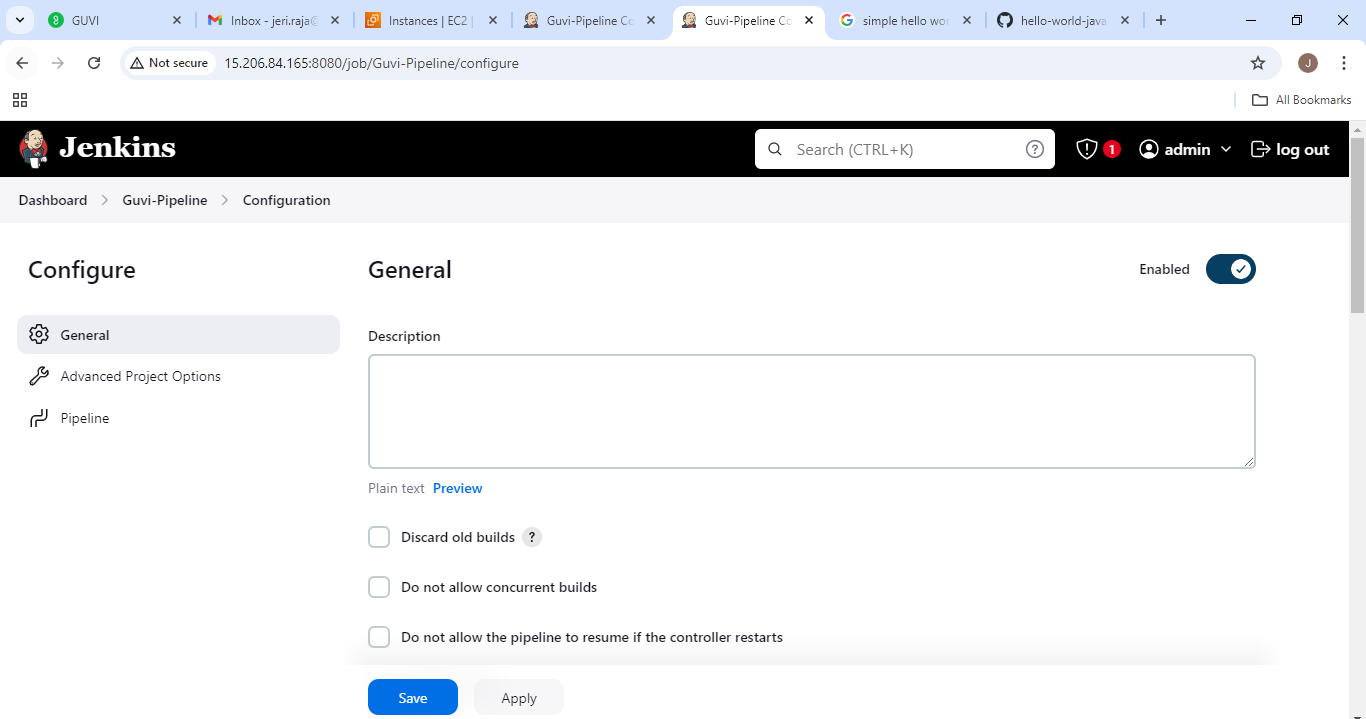 GUVI
Inbox - jeri.raja@
Instances | EC2 |
Guvi-Pipeline Co
Guvi-Pipeline Co
simple hello wor
hello-world-java
Not secure
15.206.84.165:8080/job/Guvi-Pipeline/configure
J
All Bookmarks
Jenkins
Search (CTRL+K)
?
1
admin
log out
Dashboard
Guvi-Pipeline
Configuration
Configure
General
Advanced Project Options
Pipeline
General
Enabled
Description
Plain text Preview
Discard old builds ?
Do not allow concurrent builds
Do not allow the pipeline to resume if the controller restarts
Save
Apply